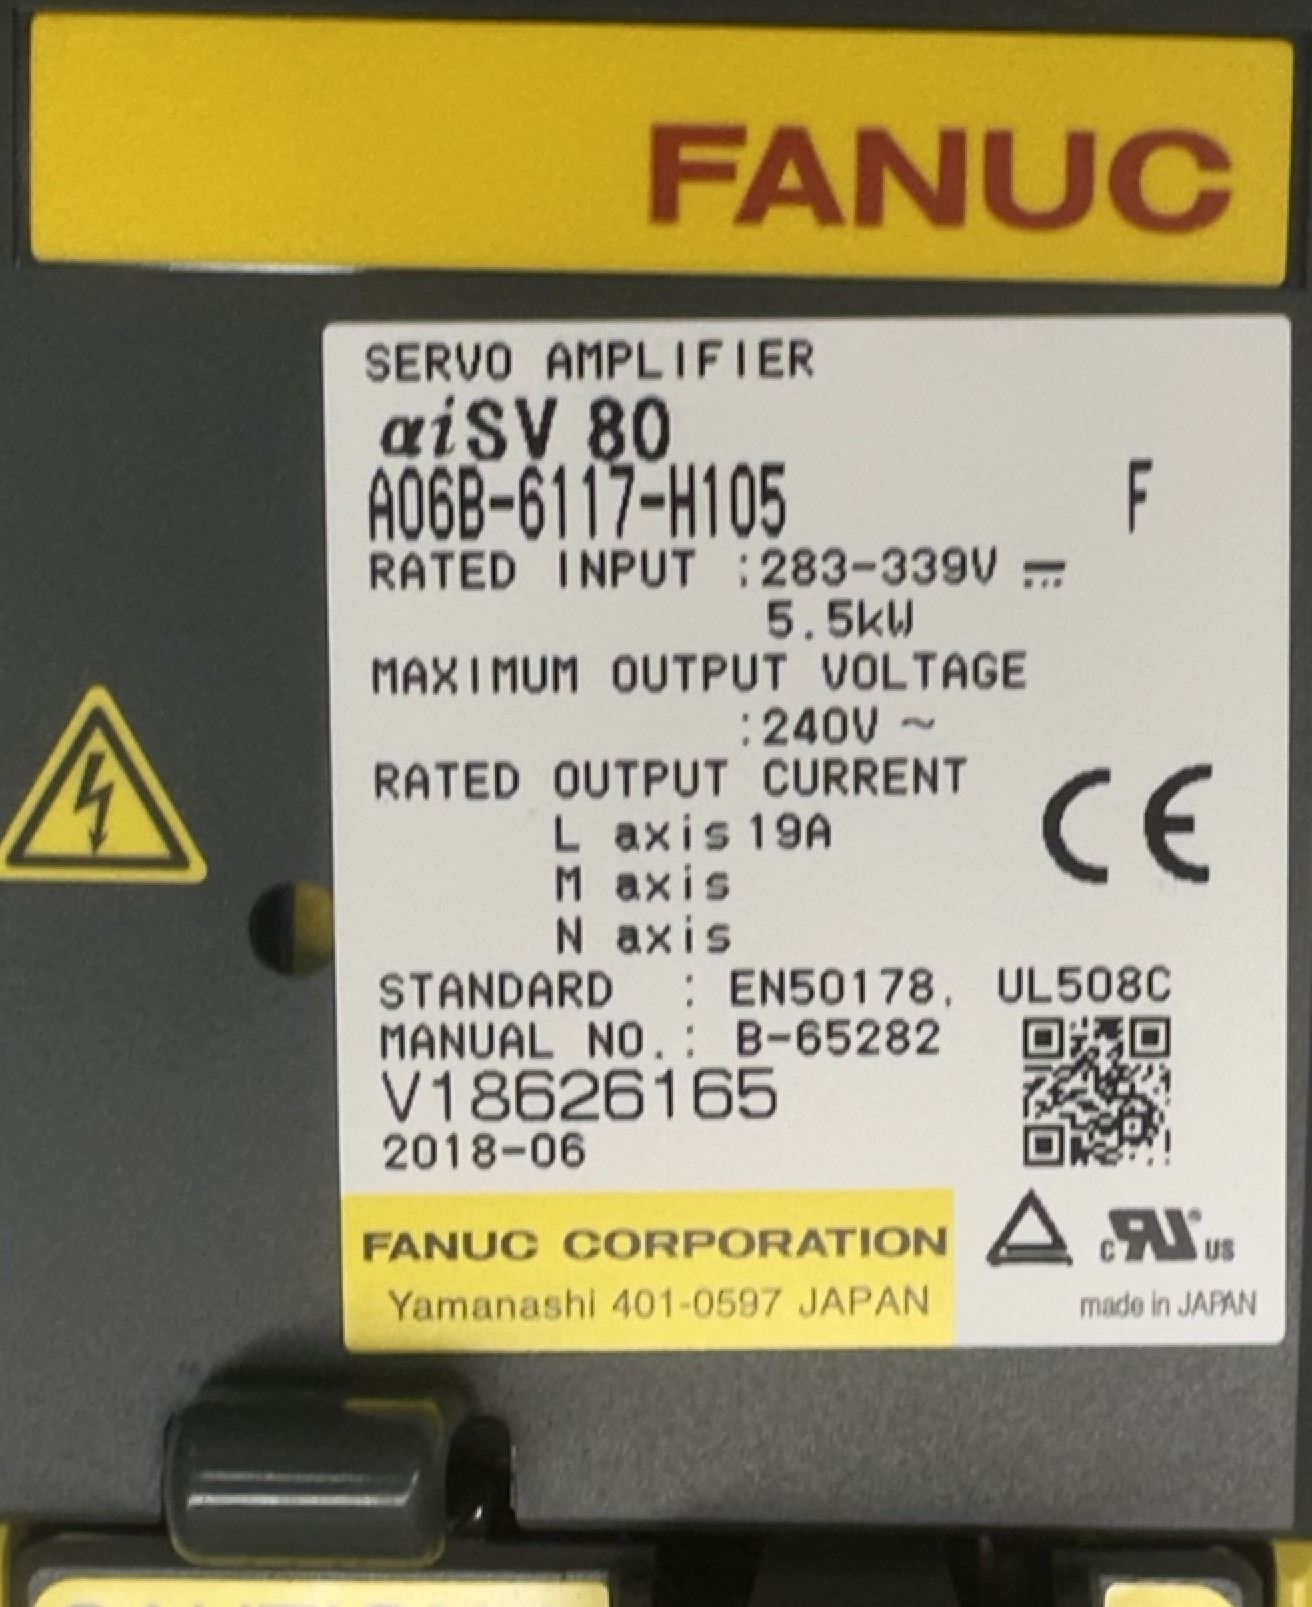 FANUC
SERVO AMPLIFIER
αiSV 80
A06B-6117-H105 F
RATED INPUT :283-339V ⎓
5.5kW
MAXIMUM OUTPUT VOLTAGE
:240V ~
RATED OUTPUT CURRENT
L axis 19A
M axis
N axis
CE
STANDARD : EN50178, UL508C
MANUAL NO.: B-65282
V18626165
2018-06
FANUC CORPORATION
Yamanashi 401-0597 JAPAN
c RU US
made in JAPAN